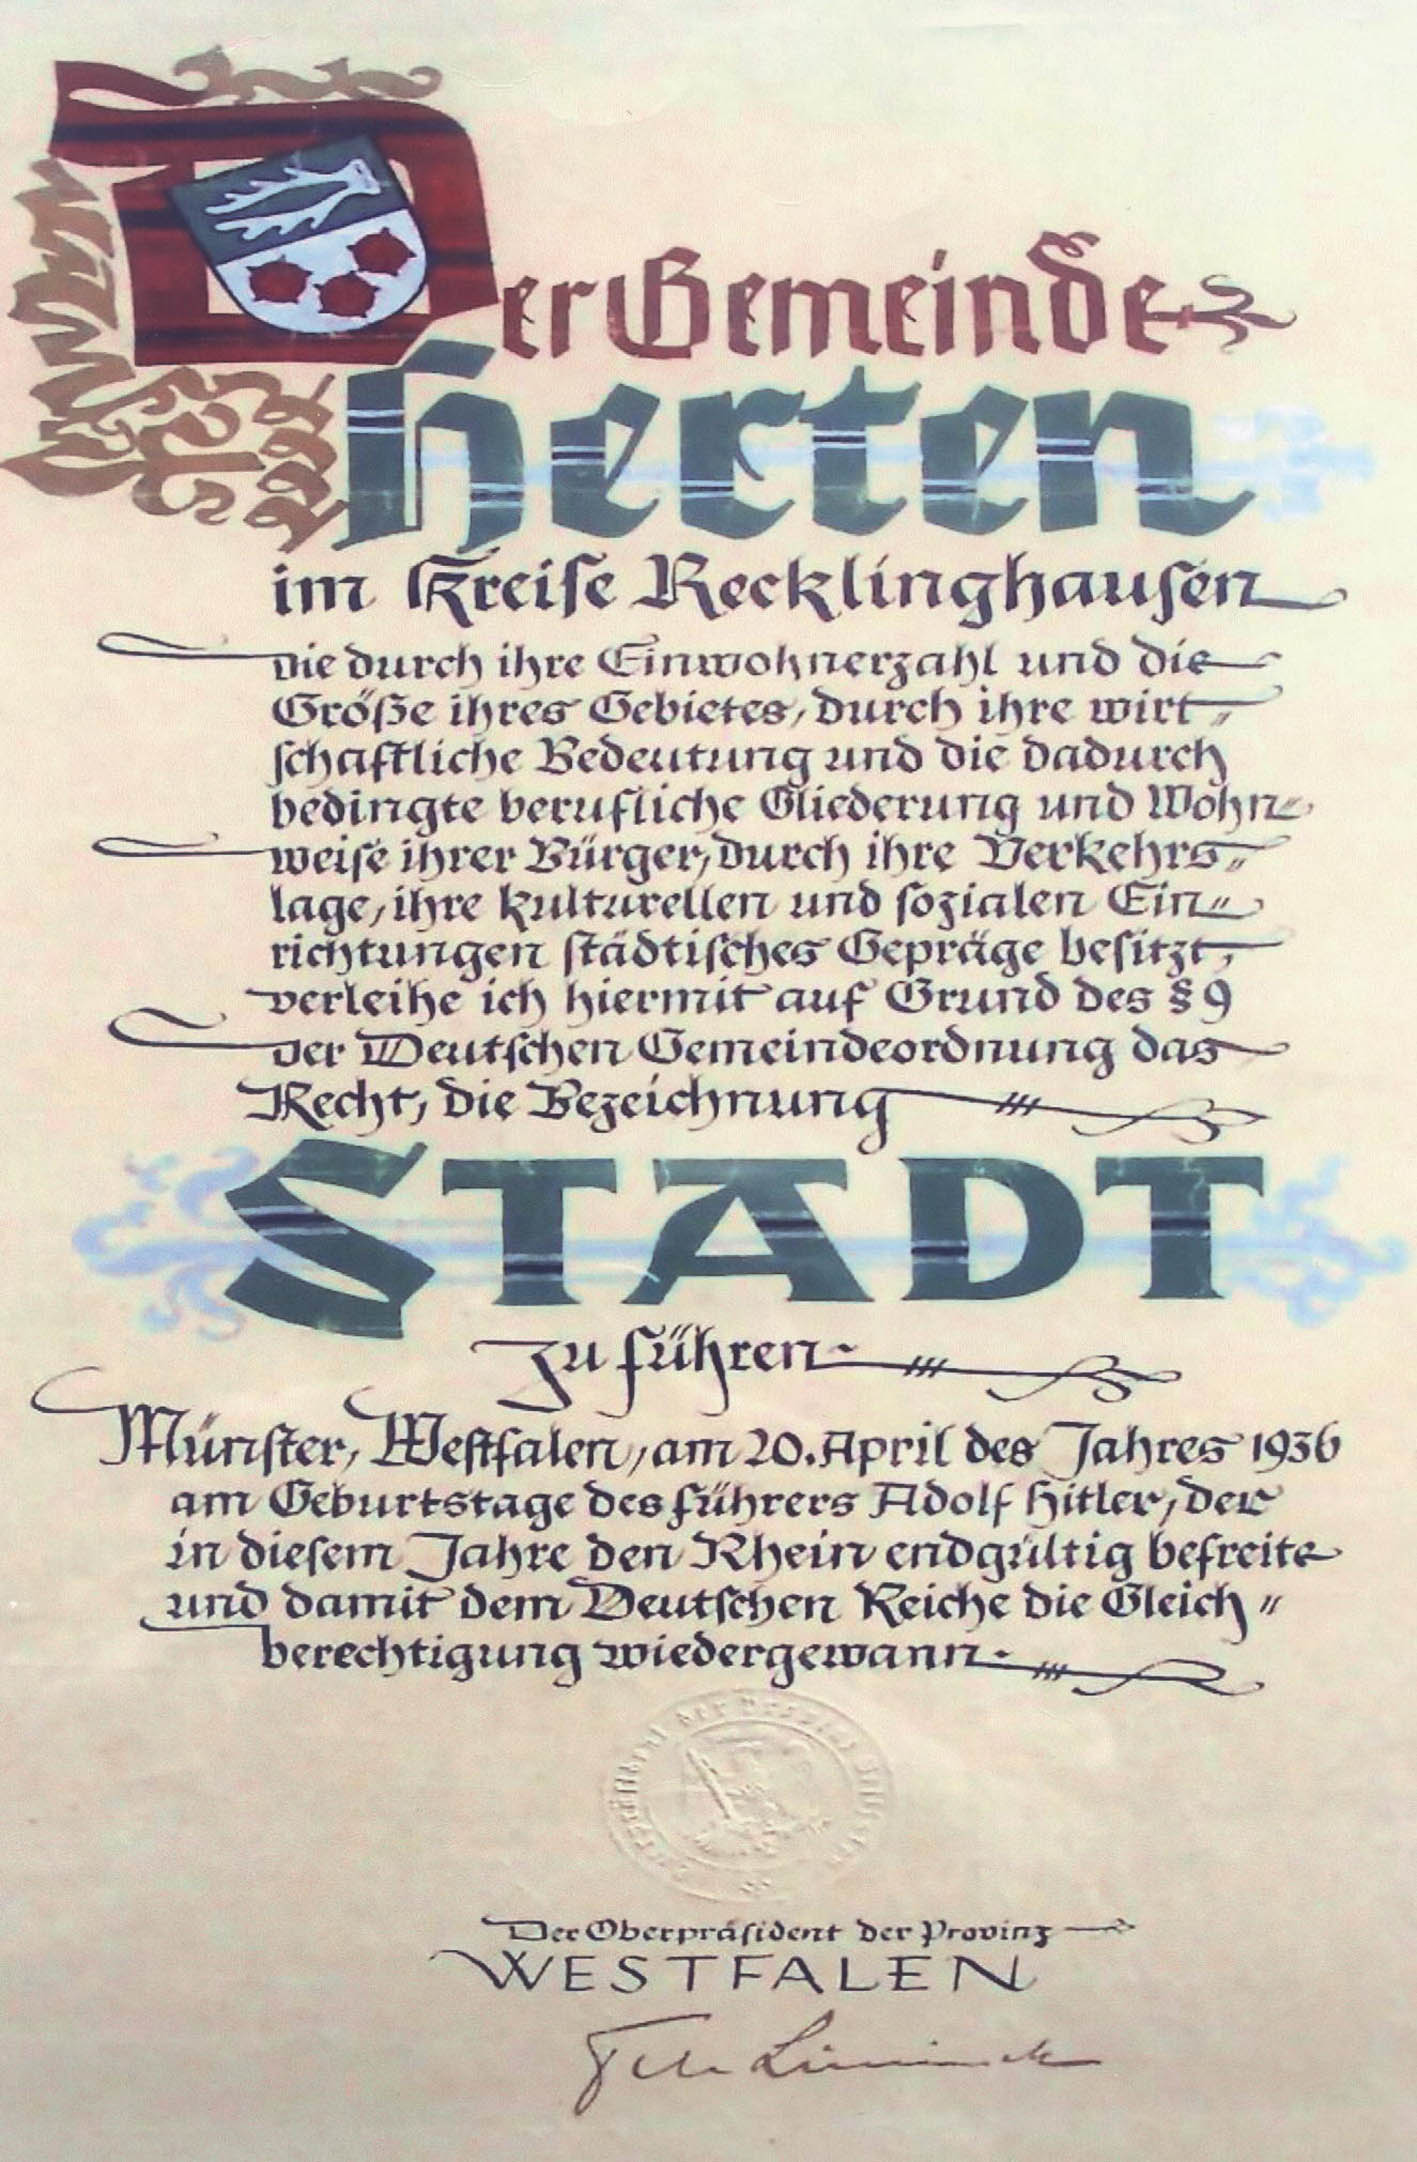 Der Gemeinde
Herten
im Kreise Recklinghausen
die durch ihre Einwohnerzahl und die
Größe ihres Gebietes, durch ihre wirt-
schaftliche Bedeutung und die dadurch
bedingte berufliche Gliederung und Wohn-
weise ihrer Bürger, durch ihre Verkehrs-
lage, ihre kulturellen und sozialen Ein-
richtungen städtisches Gepräge besitzt,
verleihe ich hiermit auf Grund des § 9
der Deutschen Gemeindeordnung das
Recht, die Bezeichnung
STADT
zu führen.
Münster, Westfalen, am 20. April des Jahres 1936
am Geburtstage des Führers Adolf Hitler, der
in diesem Jahre den Rhein endgültig befreite
und damit dem Deutschen Reiche die Gleich-
berechtigung wiedergewann.
Der Oberpräsident der Provinz
WESTFALEN